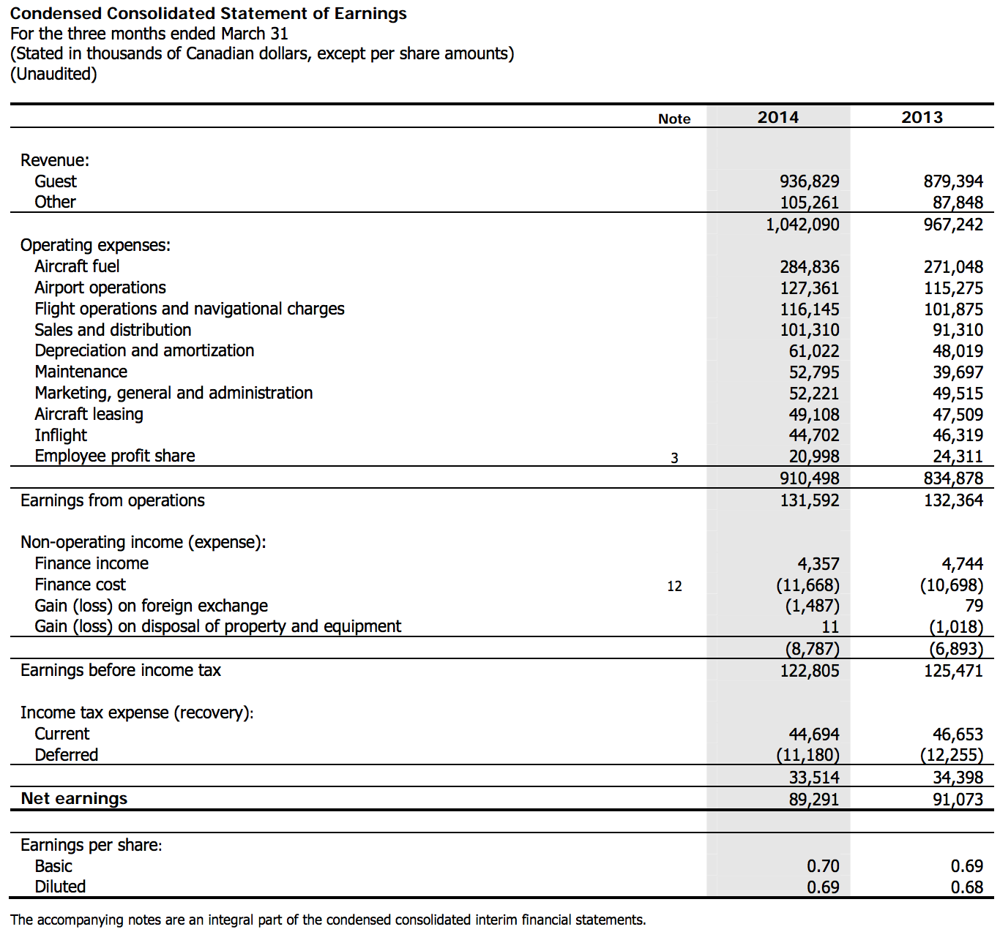 Condensed Consolidated Statement of Earnings
For the three months ended March 31
(Stated in thousands of Canadian dollars, except per share amounts)
(Unaudited)
Note 2014 2013
Revenue:
Guest 936,829 879,394
Other 105,261 87,848
1,042,090 967,242
Operating expenses:
Aircraft fuel 284,836 271,048
Airport operations 127,361 115,275
Flight operations and navigational charges 116,145 101,875
Sales and distribution 101,310 91,310
Depreciation and amortization 61,022 48,019
Maintenance 52,795 39,697
Marketing, general and administration 52,221 49,515
Aircraft leasing 49,108 47,509
Inflight 44,702 46,319
Employee profit share 3 20,998 24,311
910,498 834,878
Earnings from operations 131,592 132,364
Non-operating income (expense):
Finance income 4,357 4,744
Finance cost 12 (11,668) (10,698)
Gain (loss) on foreign exchange (1,487) 79
Gain (loss) on disposal of property and equipment 11 (1,018)
(8,787) (6,893)
Earnings before income tax 122,805 125,471
Income tax expense (recovery):
Current 44,694 46,653
Deferred (11,180) (12,255)
33,514 34,398
Net earnings 89,291 91,073
Earnings per share:
Basic 0.70 0.69
Diluted 0.69 0.68
The accompanying notes are an integral part of the condensed consolidated interim financial statements.